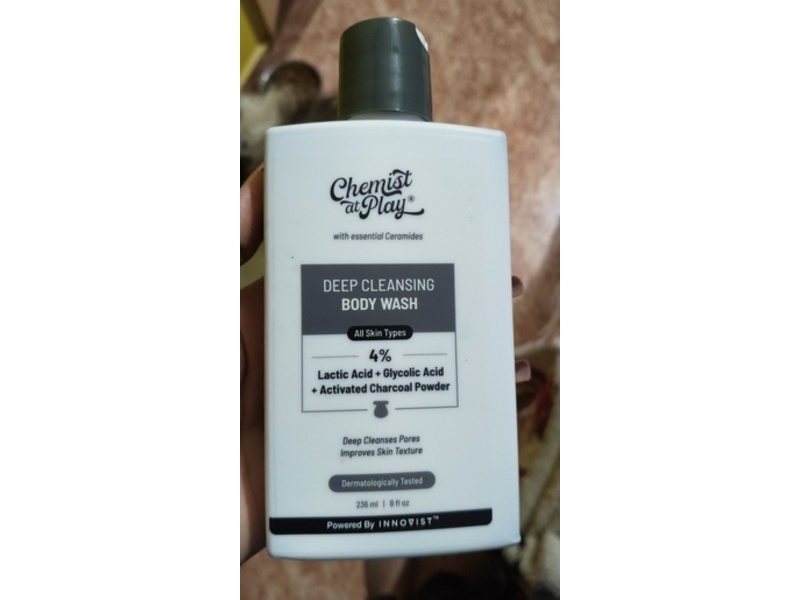 Chemist
at Play®
with essential Ceramides
DEEP CLEANSING
BODY WASH
All Skin Types
4%
Lactic Acid + Glycolic Acid
+ Activated Charcoal Powder
Deep Cleanses Pores
Improves Skin Texture
Dermatologically Tested
236 ml | 8 fl oz
Powered By INNOVIST™